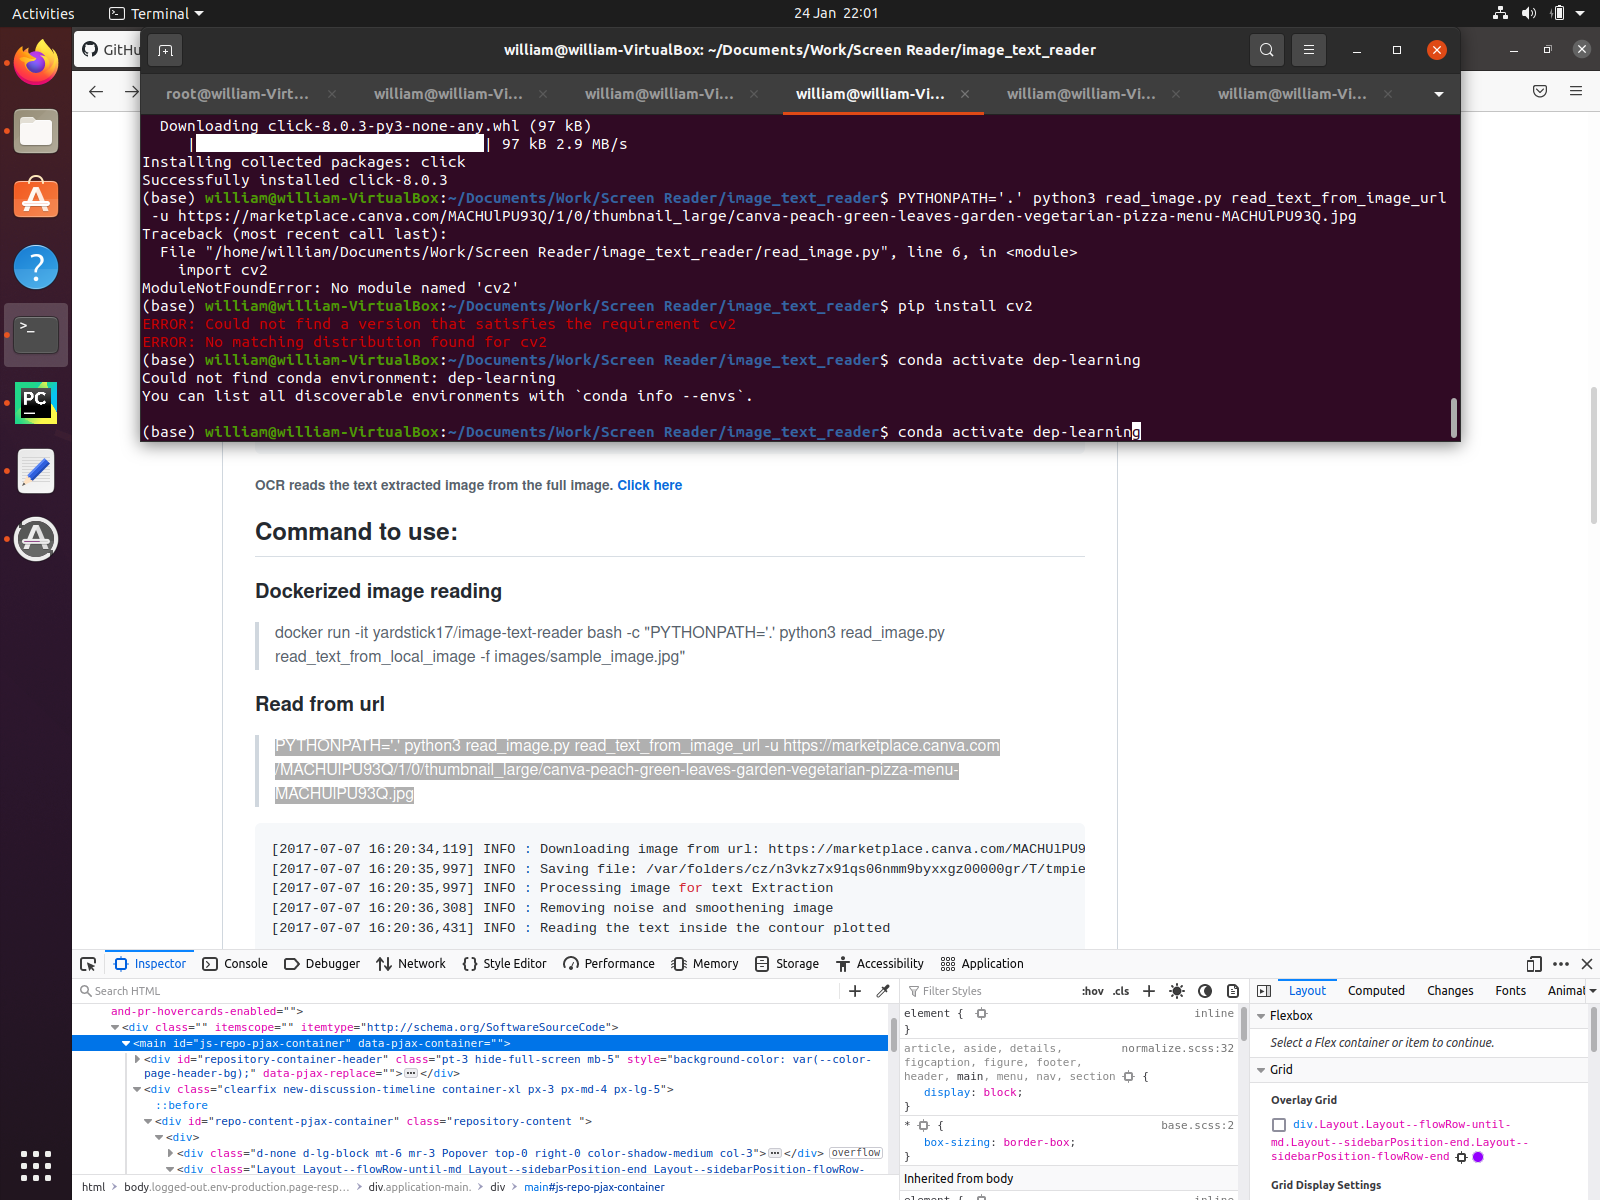 Activities
Terminal
24 Jan 22:01
GitHu
william@william-VirtualBox: ~/Documents/Work/Screen Reader/image_text_reader
root@william-Virt...
william@william-Vi...
william@william-Vi...
william@william-Vi...
william@william-Vi...
william@william-Vi...
Downloading click-8.0.3-py3-none-any.whl (97 kB)
| | 97 kB 2.9 MB/s
Installing collected packages: click
Successfully installed click-8.0.3
(base) william@william-VirtualBox:~/Documents/Work/Screen Reader/image_text_reader$ PYTHONPATH='.' python3 read_image.py read_text_from_image_url
-u https://marketplace.canva.com/MACHUlPU93Q/1/0/thumbnail_large/canva-peach-green-leaves-garden-vegetarian-pizza-menu-MACHUlPU93Q.jpg
Traceback (most recent call last):
File "/home/william/Documents/Work/Screen Reader/image_text_reader/read_image.py", line 6, in <module>
import cv2
ModuleNotFoundError: No module named 'cv2'
(base) william@william-VirtualBox:~/Documents/Work/Screen Reader/image_text_reader$ pip install cv2
ERROR: Could not find a version that satisfies the requirement cv2
ERROR: No matching distribution found for cv2
(base) william@william-VirtualBox:~/Documents/Work/Screen Reader/image_text_reader$ conda activate dep-learning
Could not find conda environment: dep-learning
You can list all discoverable environments with `conda info --envs`.
(base) william@william-VirtualBox:~/Documents/Work/Screen Reader/image_text_reader$ conda activate dep-learning
OCR reads the text extracted image from the full image. Click here
Command to use:
Dockerized image reading
docker run -it yardstick17/image-text-reader bash -c "PYTHONPATH='.' python3 read_image.py
read_text_from_local_image -f images/sample_image.jpg"
Read from url
PYTHONPATH='.' python3 read_image.py read_text_from_image_url -u https://marketplace.canva.com
/MACHUlPU93Q/1/0/thumbnail_large/canva-peach-green-leaves-garden-vegetarian-pizza-menu-
MACHUlPU93Q.jpg
[2017-07-07 16:20:34,119] INFO : Downloading image from url: https://marketplace.canva.com/MACHUlPU9
[2017-07-07 16:20:35,997] INFO : Saving file: /var/folders/cz/n3vkz7x91qs06nmm9byxxgz00000gr/T/tmpie
[2017-07-07 16:20:35,997] INFO : Processing image for text Extraction
[2017-07-07 16:20:36,308] INFO : Removing noise and smoothening image
[2017-07-07 16:20:36,431] INFO : Reading the text inside the contour plotted
Inspector
Console
Debugger
Network
Style Editor
Performance
Memory
Storage
Accessibility
Application
Search HTML
Filter Styles
:hov .cls
Layout
Computed
Changes
Fonts
Animat
and-pr-hovercards-enabled="">
<div class="" itemscope="" itemtype="http://schema.org/SoftwareSourceCode">
<main id="js-repo-pjax-container" data-pjax-container="">
<div id="repository-container-header" class="pt-3 hide-full-screen mb-5" style="background-color: var(--color-
page-header-bg);" data-pjax-replace=""> </div>
<div class="clearfix new-discussion-timeline container-xl px-3 px-md-4 px-lg-5">
::before
<div id="repo-content-pjax-container" class="repository-content ">
<div>
<div class="d-none d-lg-block mt-6 mr-3 Popover top-0 right-0 color-shadow-medium col-3"> </div> overflow
<div class="Layout Layout--flowRow-until-md Layout--sidebarPosition-end Layout--sidebarPosition-flowRow-
html
body.logged-out.env-production.page-resp...
div.application-main.
div
main#js-repo-pjax-container
element { inline
}
article, aside, details, normalize.scss:32
figcaption, figure, footer,
header, main, menu, nav, section {
display: block;
}
* { base.scss:2
box-sizing: border-box;
}
Inherited from body
element { inline
Flexbox
Select a Flex container or item to continue.
Grid
Overlay Grid
div.Layout.Layout--flowRow-until-
md.Layout--sidebarPosition-end.Layout--
sidebarPosition-flowRow-end
Grid Display Settings